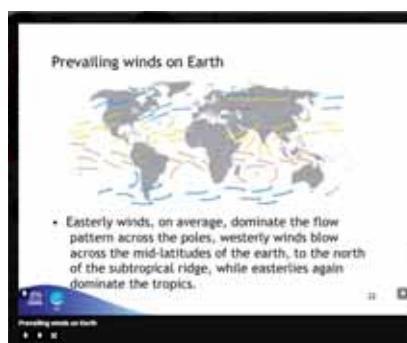 Prevailing winds on Earth
• Easterly winds, on average, dominate the flow
pattern across the poles, westerly winds blow
across the mid-latitudes of the earth, to the north
of the subtropical ridge, while easterlies again
dominate the tropics.
Prevailing winds on Earth